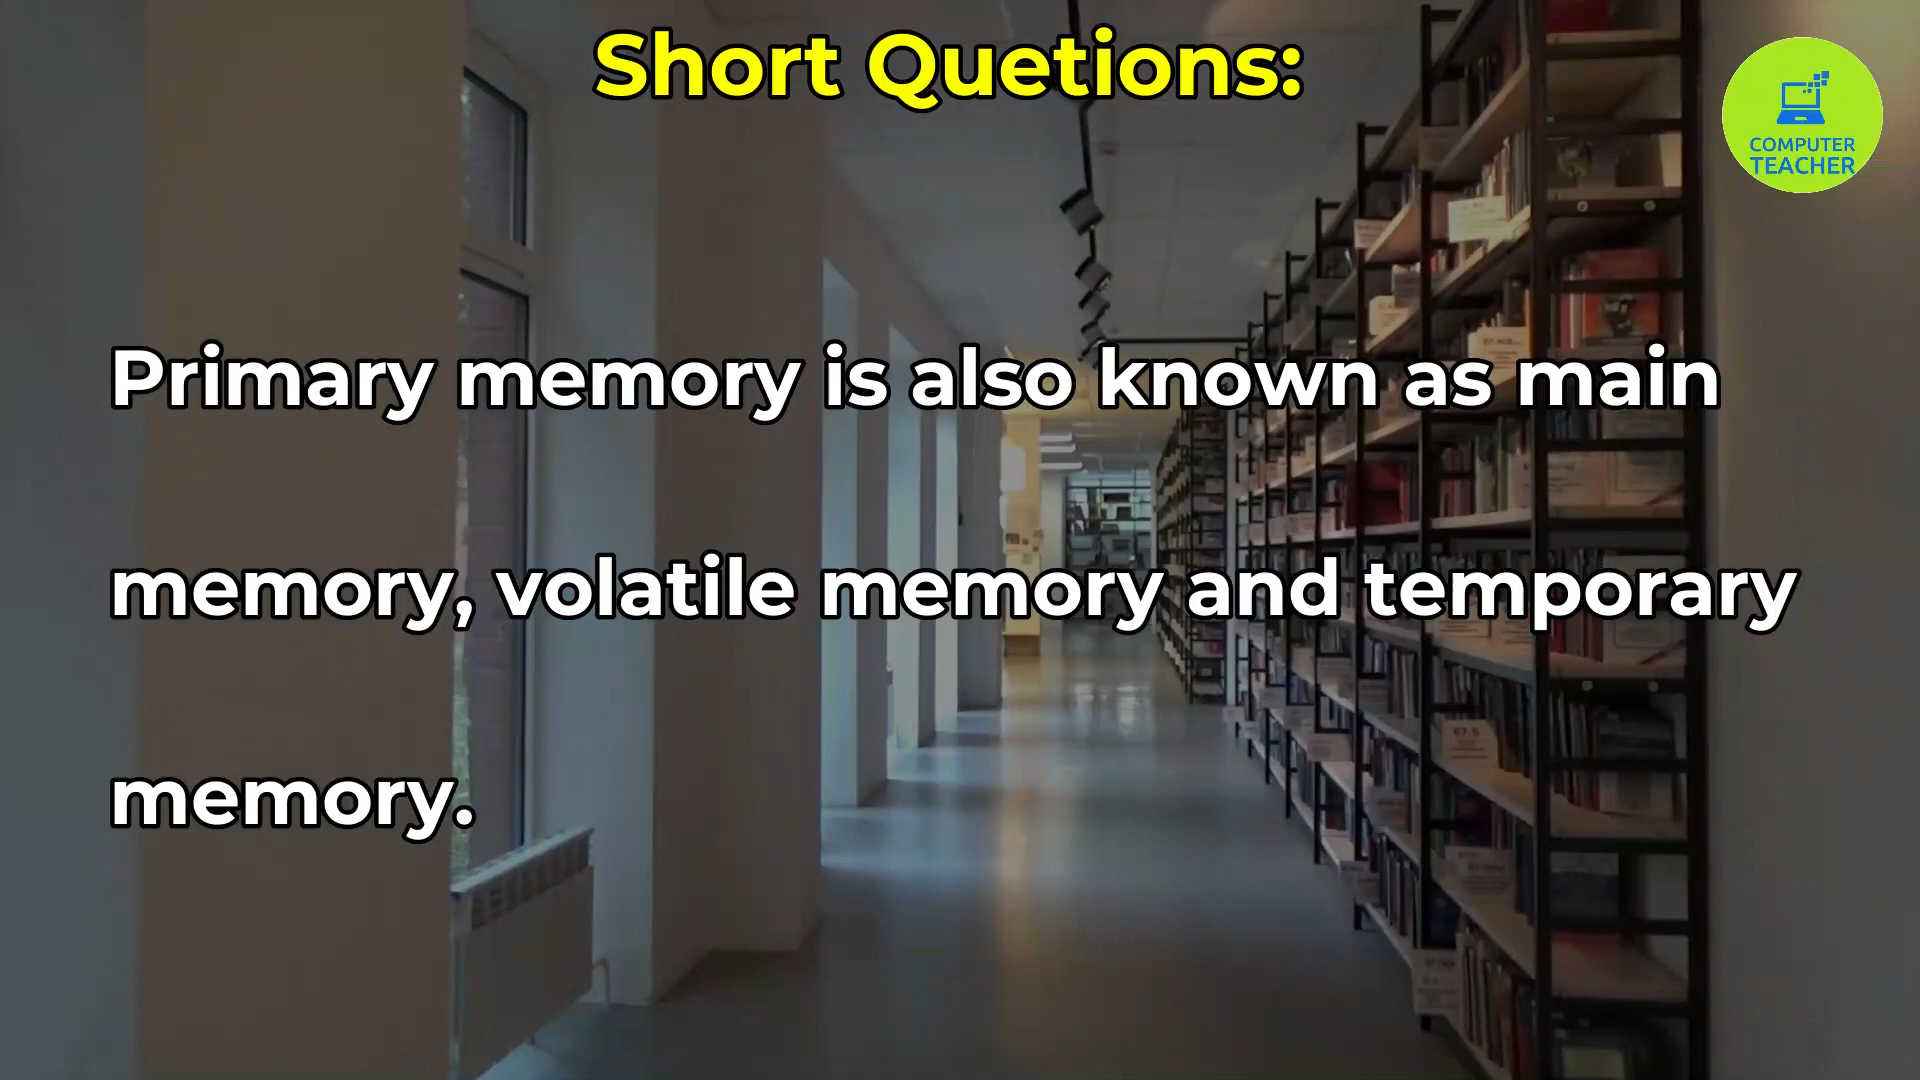 Short Quetions:
COMPUTER
TEACHER
Primary memory is also known as main
memory, volatile memory and temporary
memory.